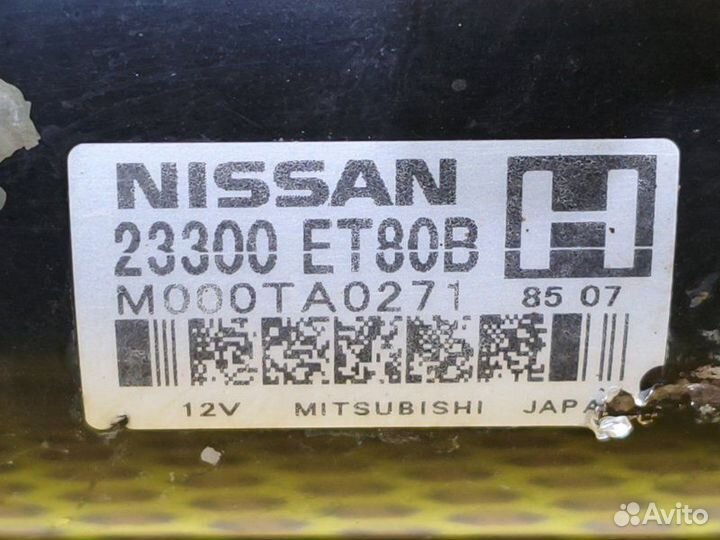 NISSAN
23300 ET80B
H
M000TA0271
85 07
12V MITSUBISHI JAPA
Avito